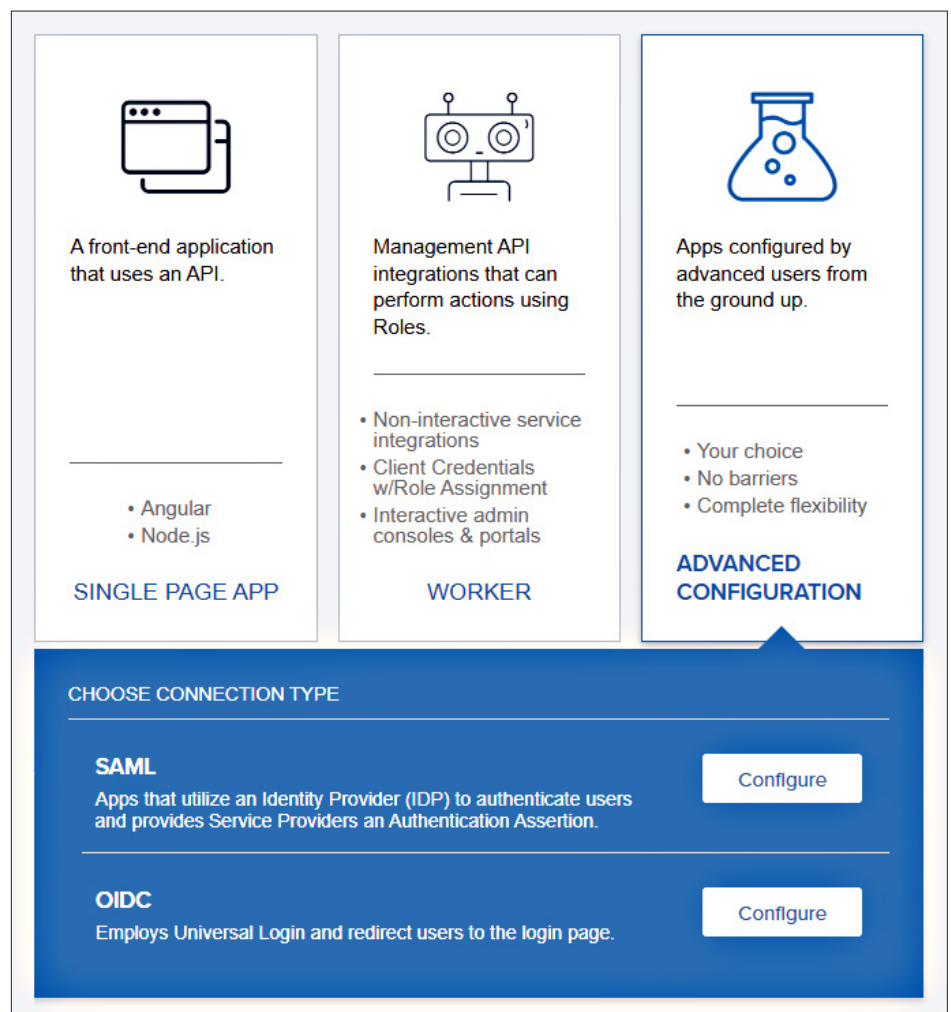 A front-end application
that uses an API.
• Angular
• Node.js
SINGLE PAGE APP
Management API
integrations that can
perform actions using
Roles.
• Non-interactive service
integrations
• Client Credentials
w/Role Assignment
• Interactive admin
consoles & portals
WORKER
Apps configured by
advanced users from
the ground up.
• Your choice
• No barriers
• Complete flexibility
ADVANCED
CONFIGURATION
CHOOSE CONNECTION TYPE
SAML
Apps that utilize an Identity Provider (IDP) to authenticate users
and provides Service Providers an Authentication Assertion.
Configure
OIDC
Employs Universal Login and redirect users to the login page.
Configure